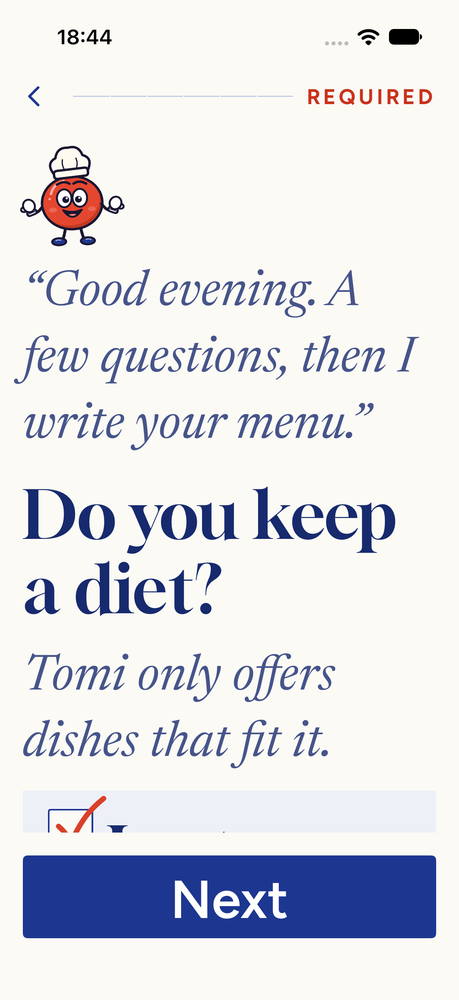 18:44
REQUIRED
“Good evening. A
few questions, then I
write your menu.”
Do you keep
a diet?
Tomi only offers
dishes that fit it.
Next